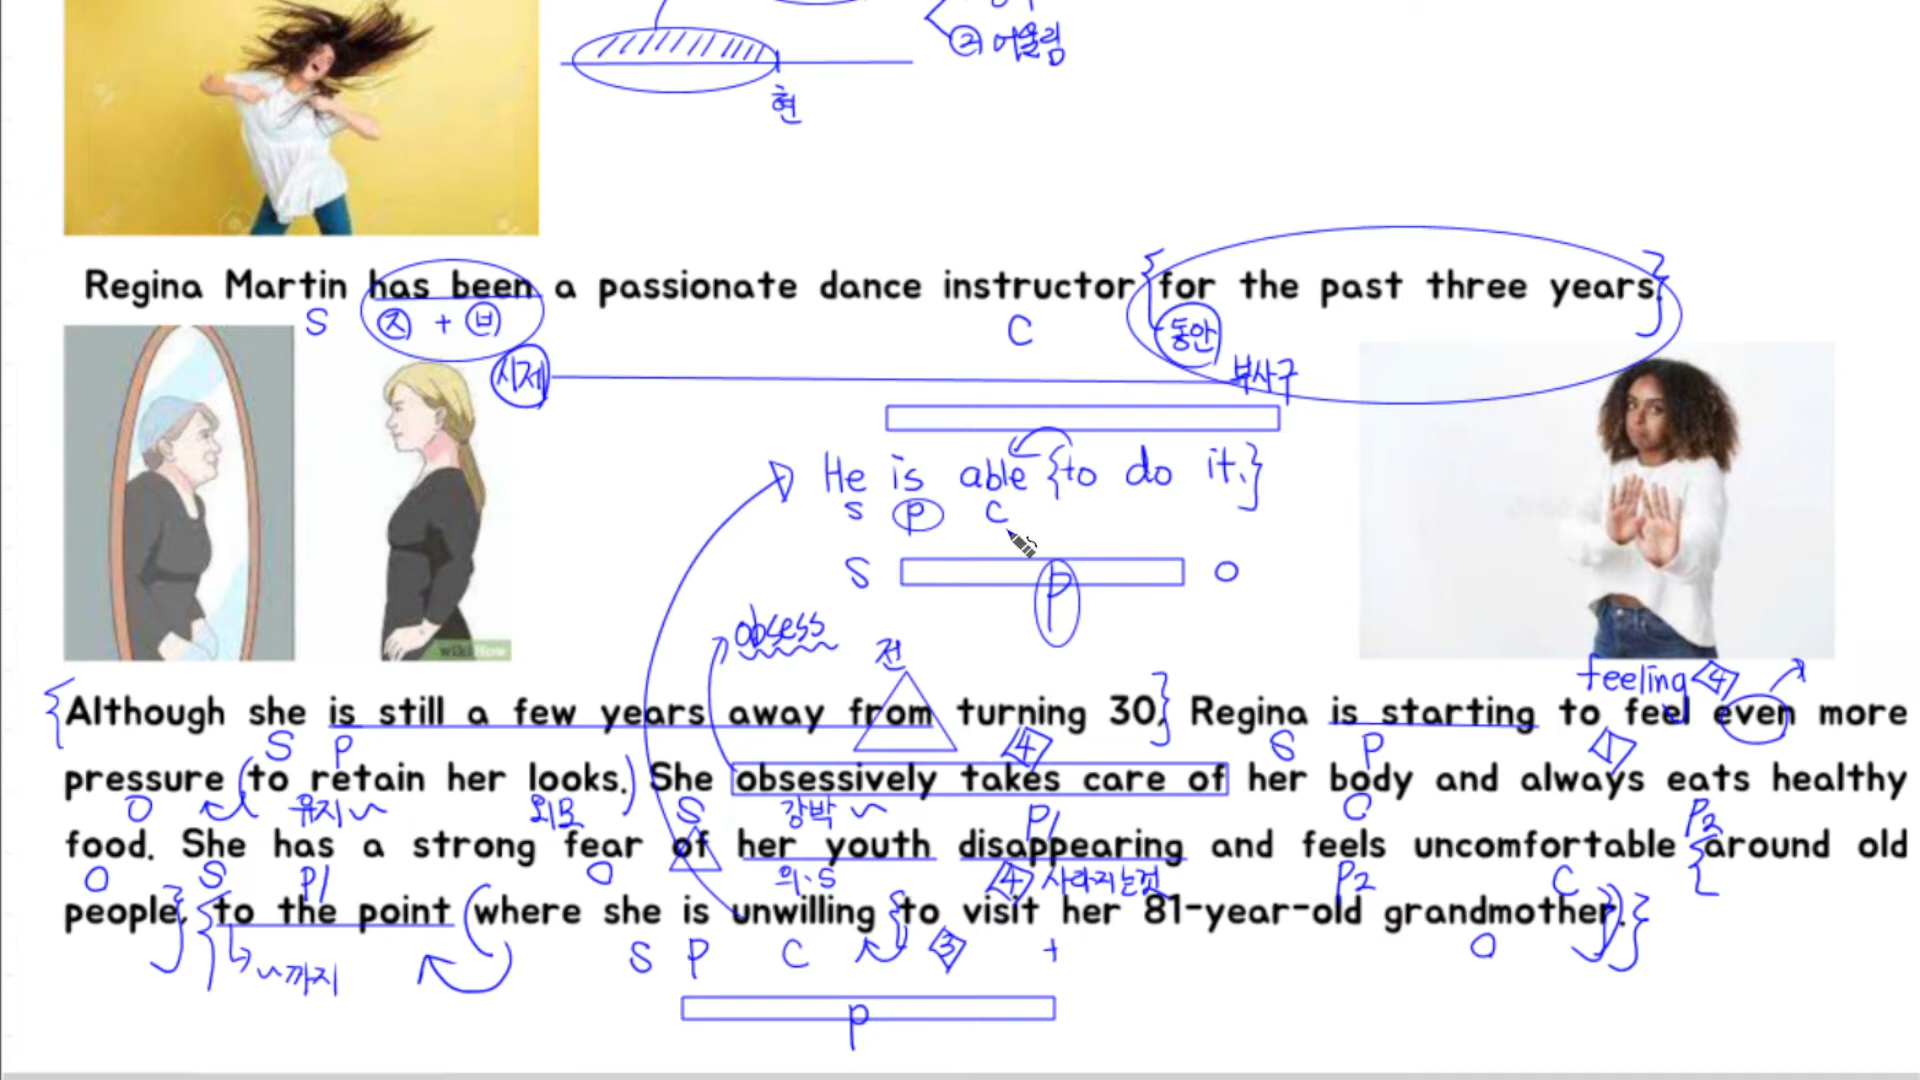 ② 어울림
현
Regina Martin has been a passionate dance instructor {for the past three years.}
S ㉨ + ㉥ C 동안
시제 부사구
He is able {to do it.}
S P C
S P O
obsess
전
feeling 4
{Although she is still a few years away from turning 30,} Regina is starting to feel even more
S P 4 S P 1
pressure (to retain her looks.) She obsessively takes care of her body and always eats healthy
O 유지~ 외모 S 강박~ P1 O P2
food. She has a strong fear of her youth disappearing and feels uncomfortable {around old
O S P1 O 의.S 4 사라지는것 P2 C
people,} {to the point (where she is unwilling {to visit her 81-year-old grandmother}).}
~까지 S P C 3 + O
P
wikiHow